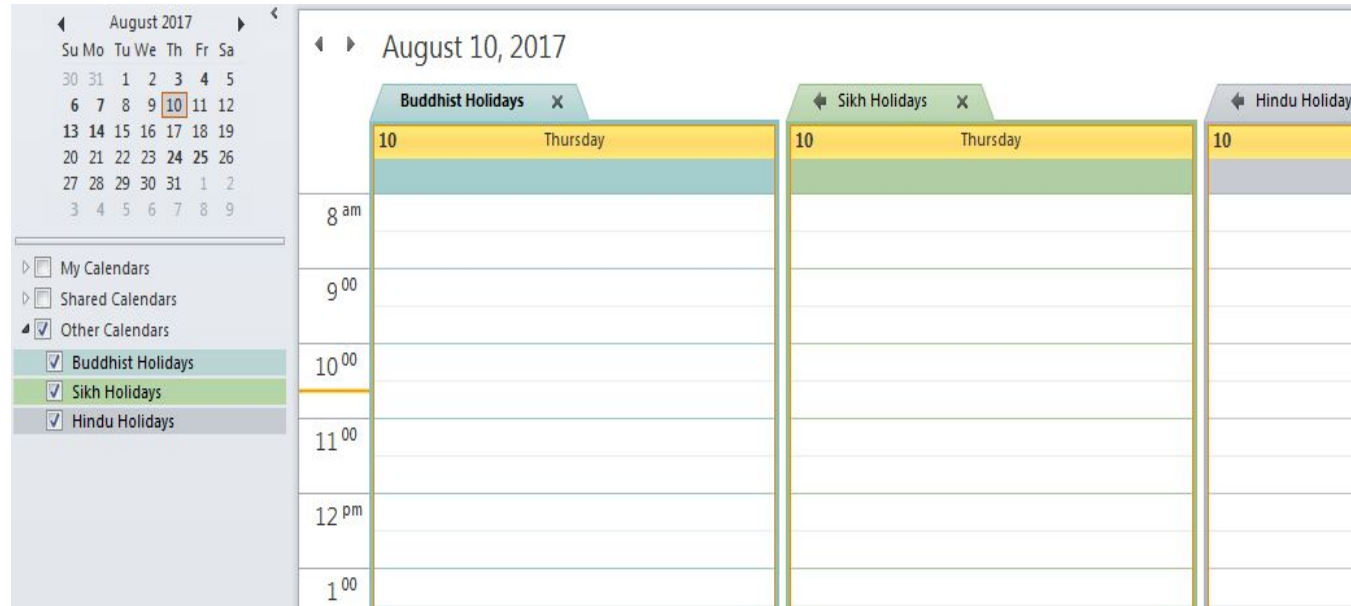 August 2017
Su Mo Tu We Th Fr Sa
30 31 1 2 3 4 5
6 7 8 9 10 11 12
13 14 15 16 17 18 19
20 21 22 23 24 25 26
27 28 29 30 31 1 2
3 4 5 6 7 8 9
My Calendars
Shared Calendars
Other Calendars
Buddhist Holidays
Sikh Holidays
Hindu Holidays
August 10, 2017
Buddhist Holidays Sikh Holidays Hindu Holiday
10 Thursday 10 Thursday 10
8 am
9 00
10 00
11 00
12 pm
1 00